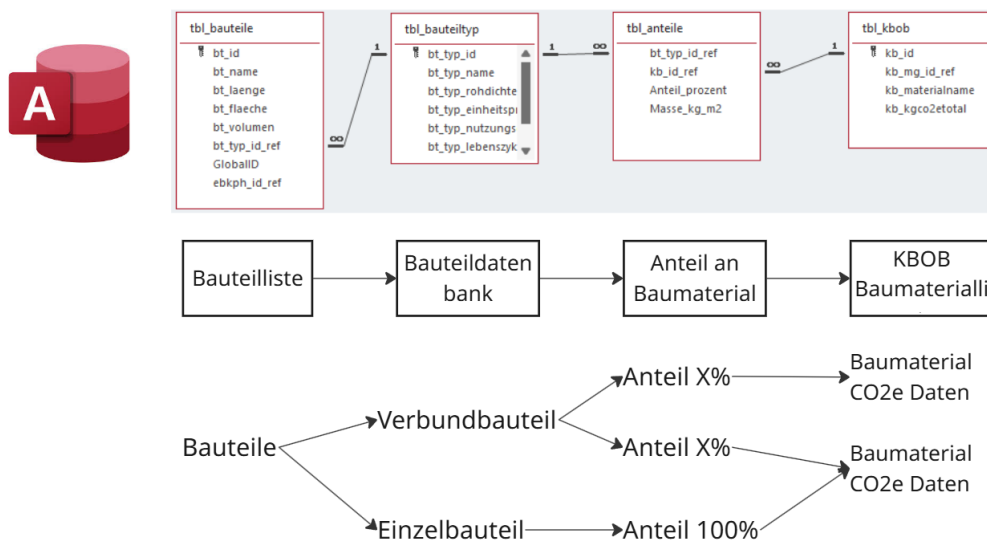 A
tbl_bauteile
bt_id
bt_name
bt_laenge
bt_flaeche
bt_volumen
bt_typ_id_ref
GlobalID
ebkph_id_ref
∞
1
tbl_bauteiltyp
bt_typ_id
bt_typ_name
bt_typ_rohdichte
bt_typ_einheitspr
bt_typ_nutzungs
bt_typ_lebenszyk
1
∞
tbl_anteile
bt_typ_id_ref
kb_id_ref
Anteil_prozent
Masse_kg_m2
∞
1
tbl_kbob
kb_id
kb_mg_id_ref
kb_materialname
kb_kgco2etotal
Bauteilliste
Bauteildaten
bank
Anteil an
Baumaterial
KBOB
Baumaterialli
Bauteile
Verbundbauteil
Einzelbauteil
Anteil X%
Anteil X%
Anteil 100%
Baumaterial
CO2e Daten
Baumaterial
CO2e Daten